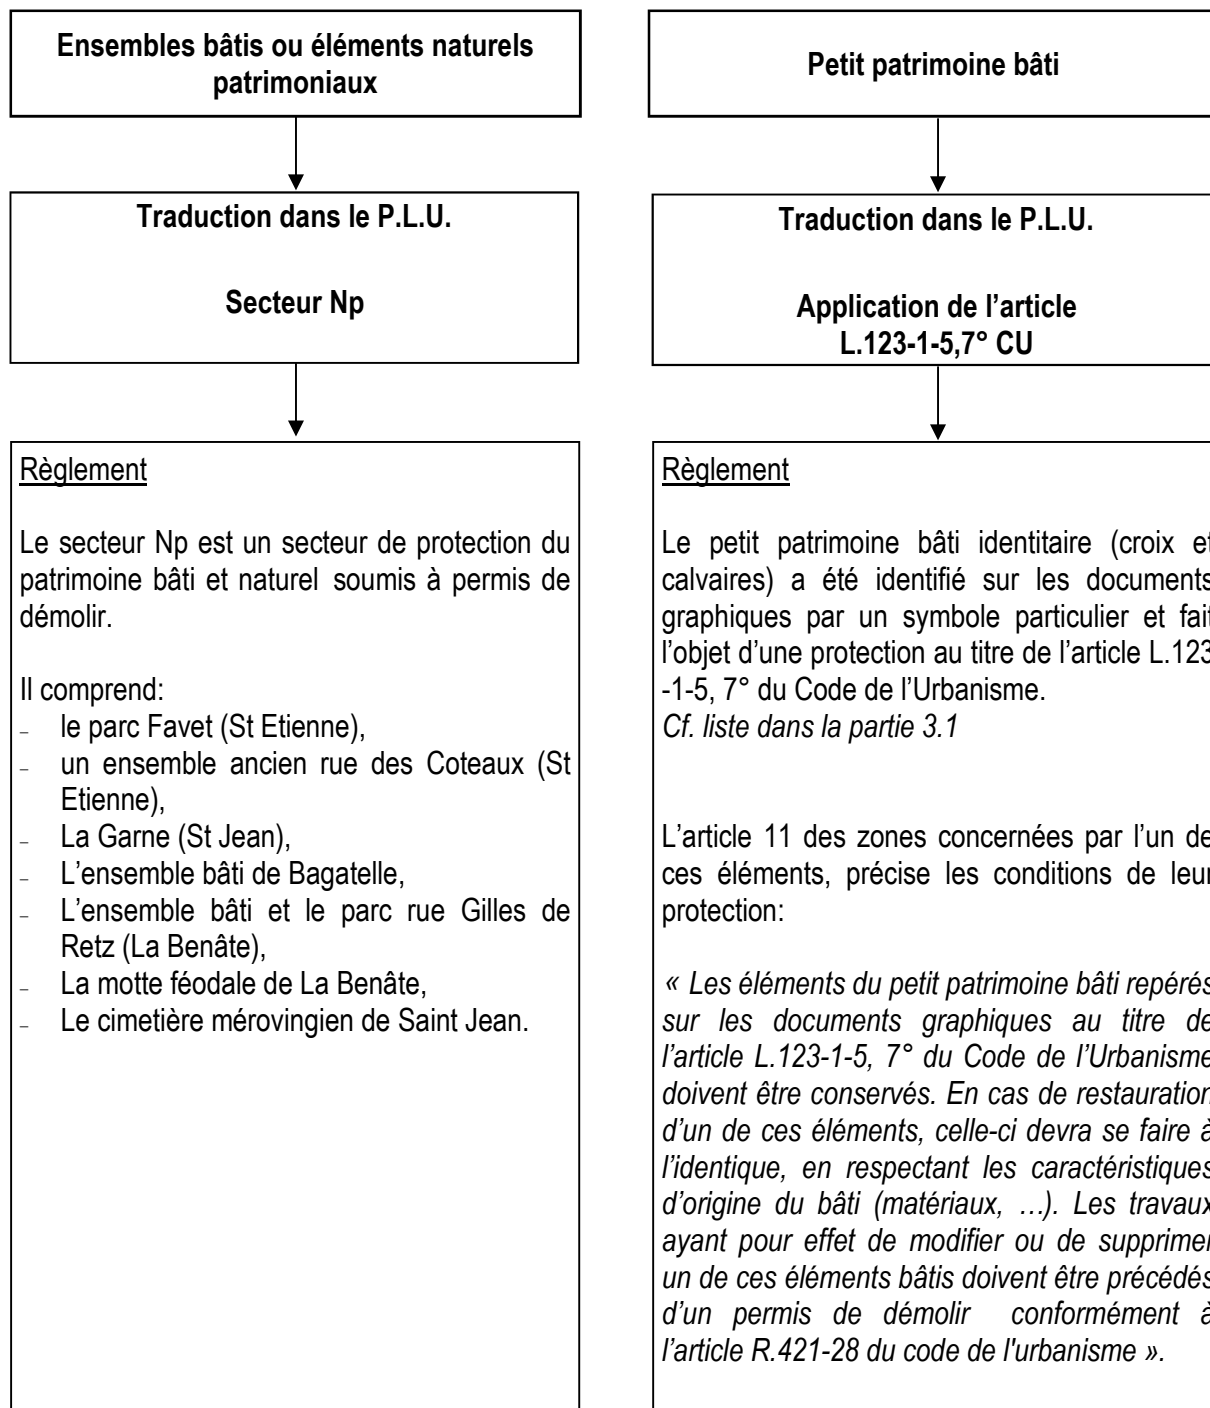 Ensembles bâtis ou éléments naturels
patrimoniaux
Traduction dans le P.L.U.
Secteur Np
Règlement
Le secteur Np est un secteur de protection du
patrimoine bâti et naturel soumis à permis de
démolir.
Il comprend:
- le parc Favet (St Etienne),
- un ensemble ancien rue des Coteaux (St
Etienne),
- La Garne (St Jean),
- L'ensemble bâti de Bagatelle,
- L'ensemble bâti et le parc rue Gilles de
Retz (La Benâte),
- La motte féodale de La Benâte,
- Le cimetière mérovingien de Saint Jean.
Petit patrimoine bâti
Traduction dans le P.L.U.
Application de l'article
L.123-1-5,7° CU
Règlement
Le petit patrimoine bâti identitaire (croix et
calvaires) a été identifié sur les documents
graphiques par un symbole particulier et fait
l'objet d'une protection au titre de l'article L.123
-1-5, 7° du Code de l'Urbanisme.
Cf. liste dans la partie 3.1
L'article 11 des zones concernées par l'un de
ces éléments, précise les conditions de leur
protection:
« Les éléments du petit patrimoine bâti repérés
sur les documents graphiques au titre de
l'article L.123-1-5, 7° du Code de l'Urbanisme
doivent être conservés. En cas de restauration
d'un de ces éléments, celle-ci devra se faire à
l'identique, en respectant les caractéristiques
d'origine du bâti (matériaux, …). Les travaux
ayant pour effet de modifier ou de supprimer
un de ces éléments bâtis doivent être précédés
d'un permis de démolir conformément à
l'article R.421-28 du code de l'urbanisme ».